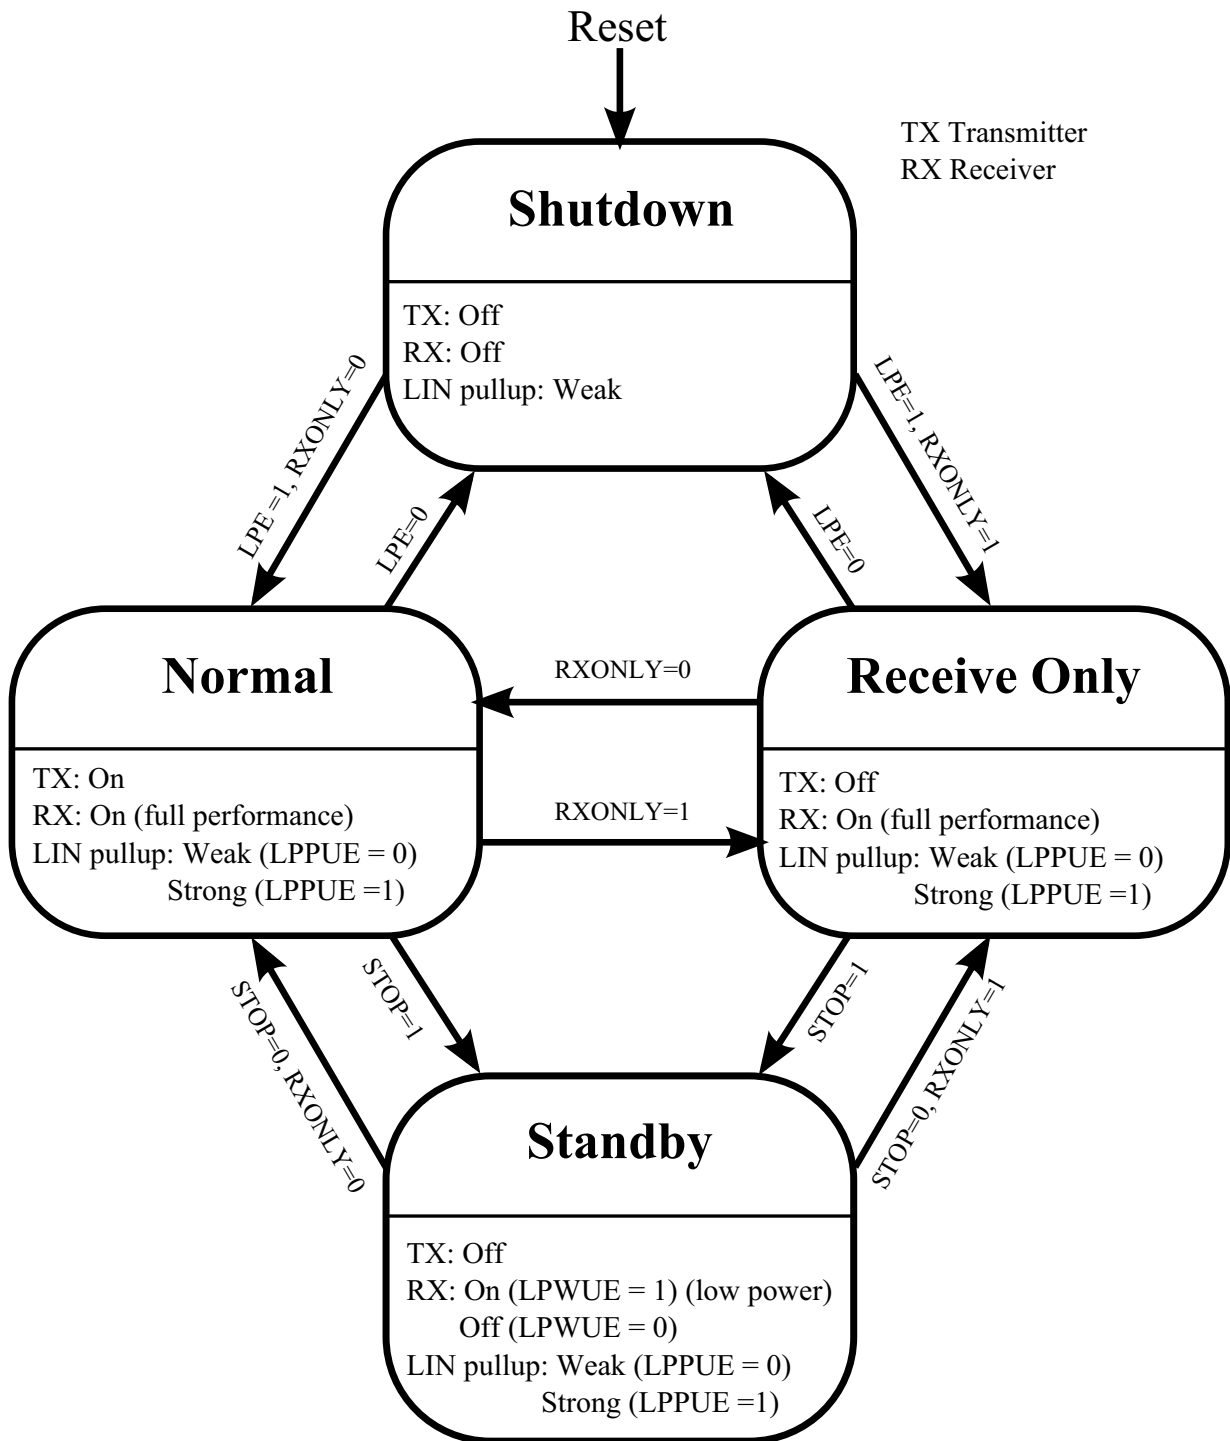 Reset
TX Transmitter
RX Receiver
Shutdown
TX: Off
RX: Off
LIN pullup: Weak
LPE =1, RXONLY=0
LPE=0
LPE=0
LPE=1, RXONLY=1
Normal
TX: On
RX: On (full performance)
LIN pullup: Weak (LPPUE = 0)
Strong (LPPUE =1)
RXONLY=0
RXONLY=1
Receive Only
TX: Off
RX: On (full performance)
LIN pullup: Weak (LPPUE = 0)
Strong (LPPUE =1)
STOP=0, RXONLY=0
STOP=1
STOP=1
STOP=0, RXONLY=1
Standby
TX: Off
RX: On (LPWUE = 1) (low power)
Off (LPWUE = 0)
LIN pullup: Weak (LPPUE = 0)
Strong (LPPUE =1)